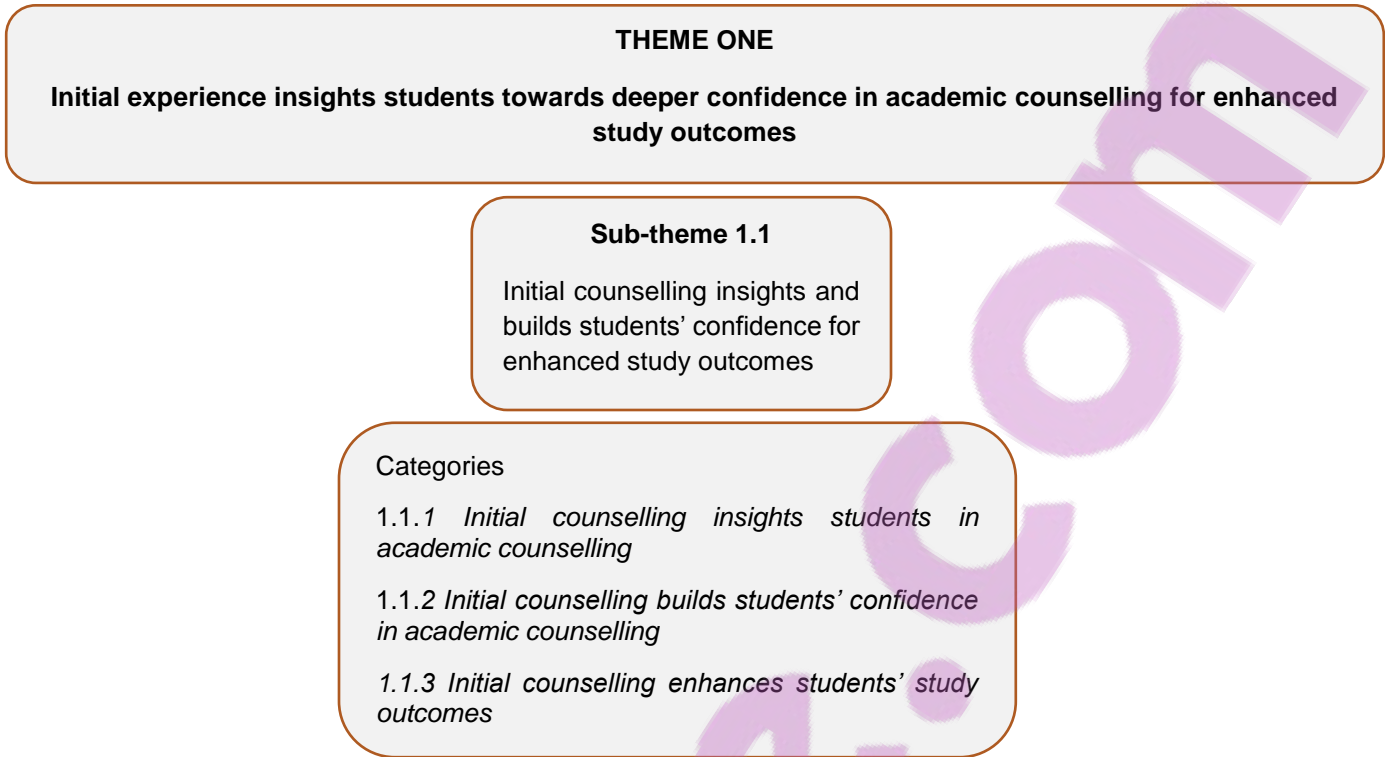 THEME ONE
Initial experience insights students towards deeper confidence in academic counselling for enhanced
study outcomes
Sub-theme 1.1
Initial counselling insights and
builds students’ confidence for
enhanced study outcomes
Categories
1.1.1 Initial counselling insights students in
academic counselling
1.1.2 Initial counselling builds students’ confidence
in academic counselling
1.1.3 Initial counselling enhances students’ study
outcomes
.com